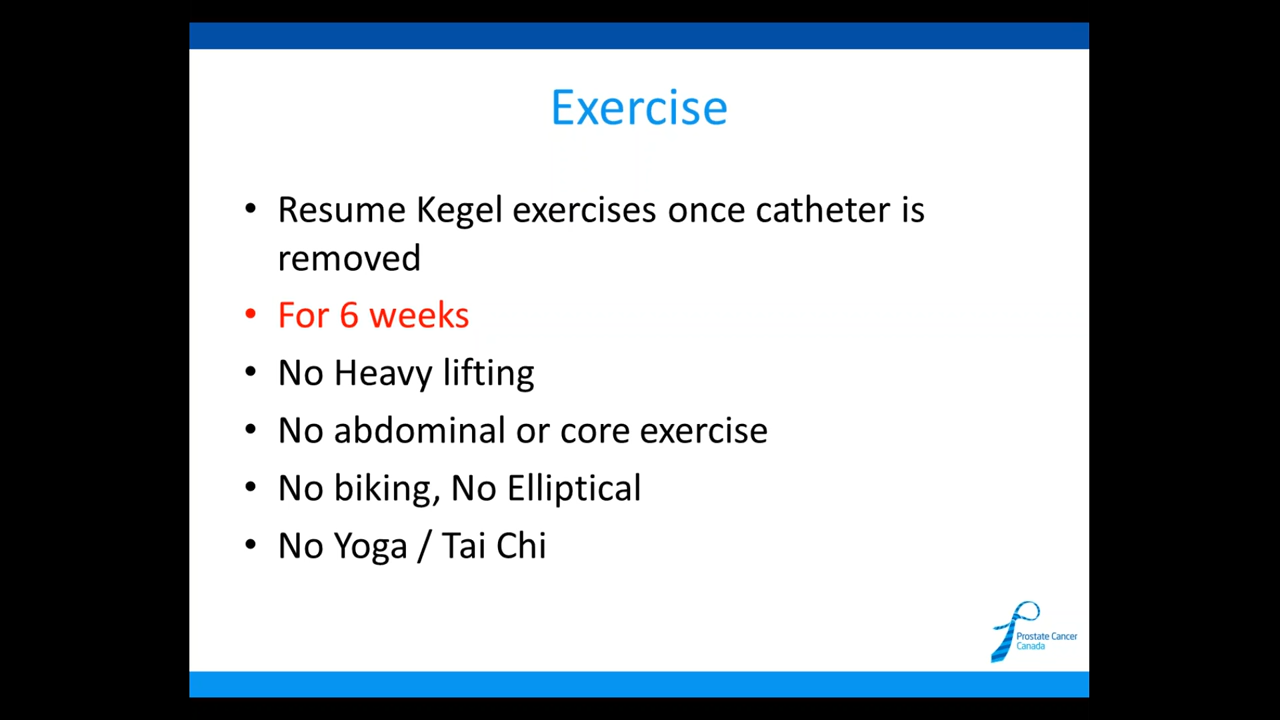 Exercise
• Resume Kegel exercises once catheter is
removed
• For 6 weeks
• No Heavy lifting
• No abdominal or core exercise
• No biking, No Elliptical
• No Yoga / Tai Chi
Prostate Cancer
Canada